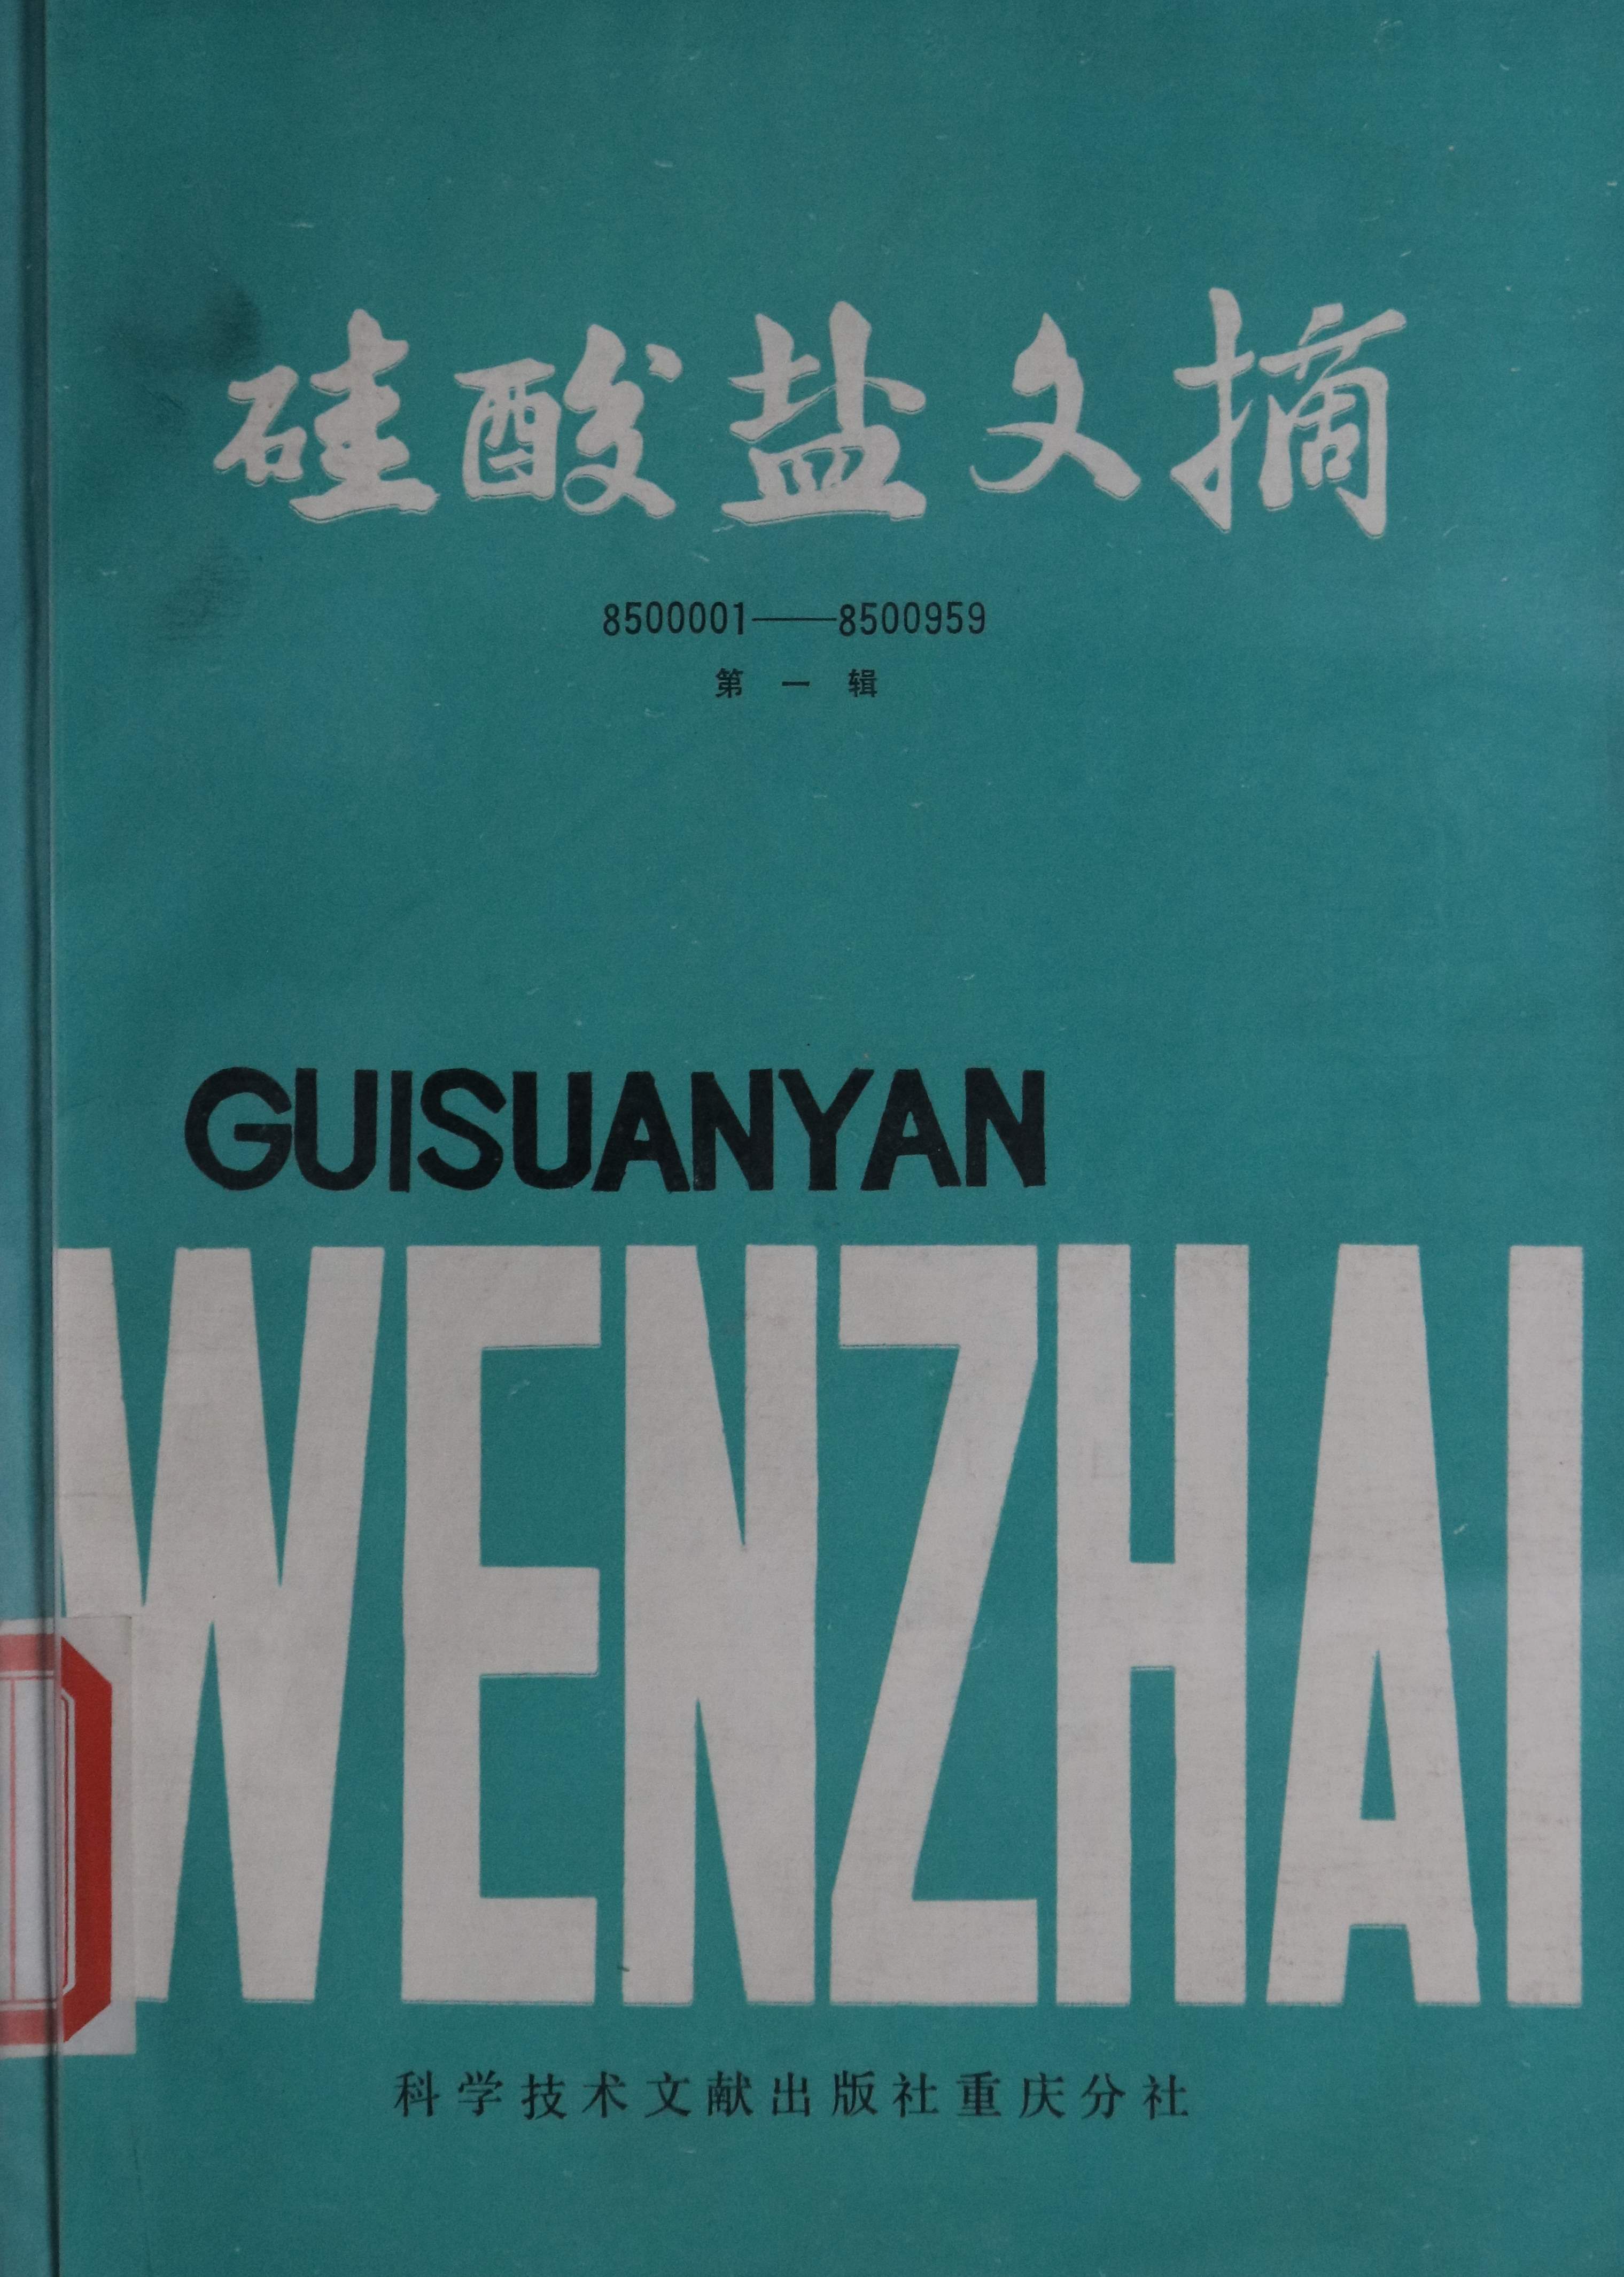 硅酸盐文摘
8500001——8500959
第一辑
GUISUANYAN
WENZHAI
科学技术文献出版社重庆分社